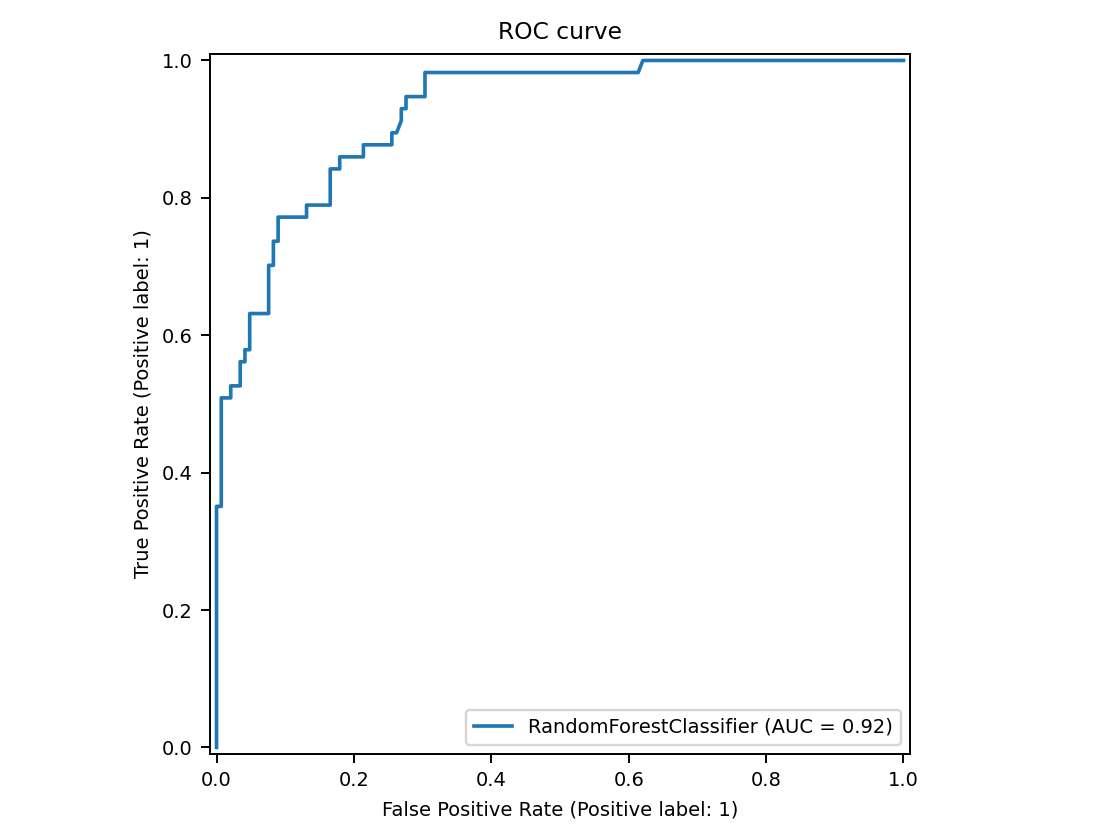 ROC curve
1.0
0.8
0.6
0.4
0.2
0.0
True Positive Rate (Positive label: 1)
RandomForestClassifier (AUC = 0.92)
0.0 0.2 0.4 0.6 0.8 1.0
False Positive Rate (Positive label: 1)